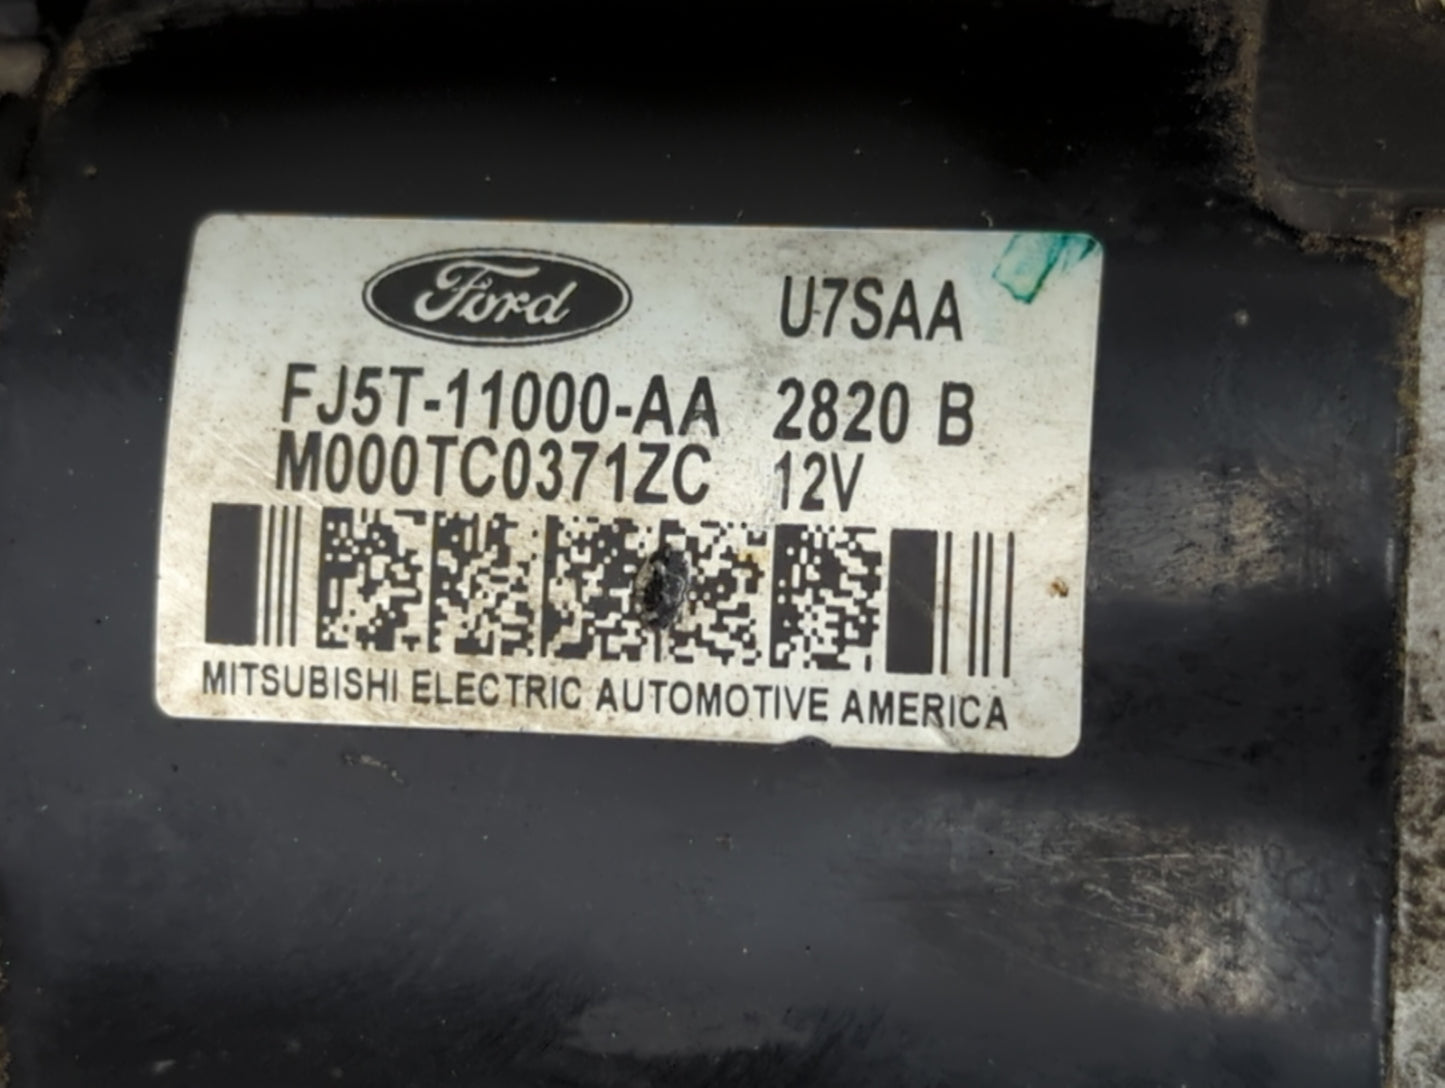 Ford U7SAA
FJ5T-11000-AA 2820 B
M000TC0371ZC 12V
MITSUBISHI ELECTRIC AUTOMOTIVE AMERICA